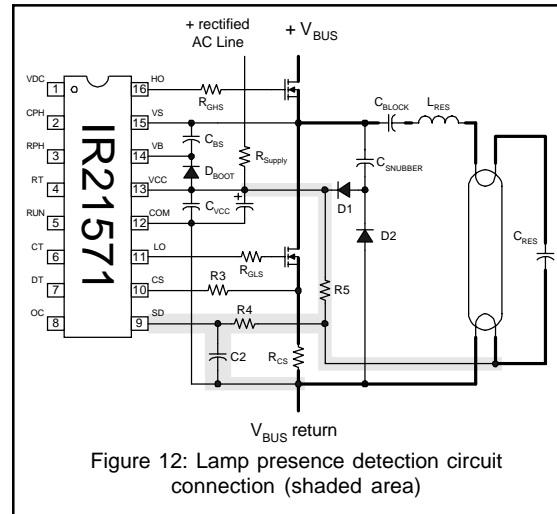 + rectified
AC Line
+ VBUS
VDC
1
CPH
2
RPH
3
RT
4
RUN
5
CT
6
DT
7
OC
8
IR21571
16
HO
15
VS
14
VB
13
VCC
12
COM
11
LO
10
CS
9
SD
RGHS
CBS
RSupply
DBOOT
CVCC
+
RGLS
R3
R4
C2
RCS
R5
D1
D2
CBLOCK
LRES
CSNUBBER
CRES
VBUS return
Figure 12: Lamp presence detection circuit
connection (shaded area)